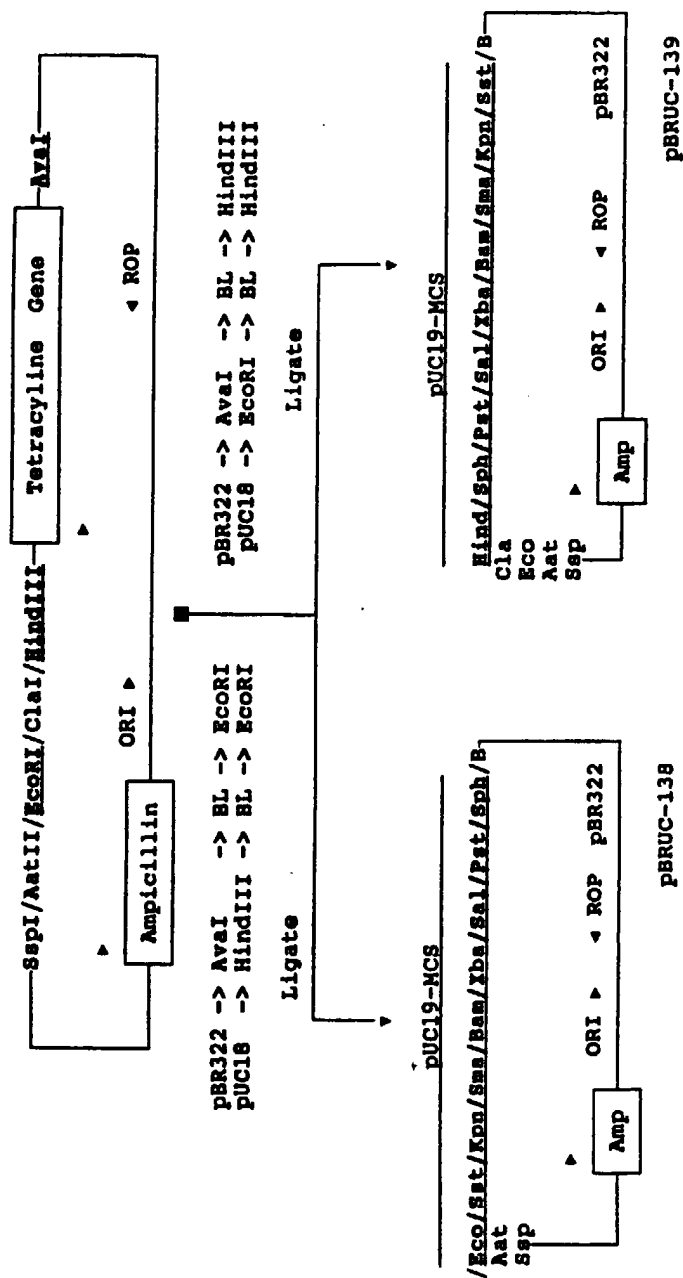 SspI/AatII/EcoRI/ClaI/HindIII
Tetracyline Gene
AvaI
Ampicillin
ORI
ROP
pBR322 -> AvaI -> BL -> EcoRI
pUC18 -> HindIII -> BL -> EcoRI
pBR322 -> AvaI -> BL -> HindIII
pUC18 -> EcoRI -> BL -> HindIII
Ligate
Ligate
pUC19-MCS
/Eco/Sst/Kpn/Sma/Bam/Xba/Sal/Pst/Sph/B
Aat
Ssp
Amp
ORI
ROP
pBR322
pBRUC-138
pUC19-MCS
Hind/Sph/Pst/Sal/Xba/Bam/Sma/Kpn/Sst/B
Cla
Eco
Aat
Ssp
Amp
ORI
ROP
pBR322
pBRUC-139